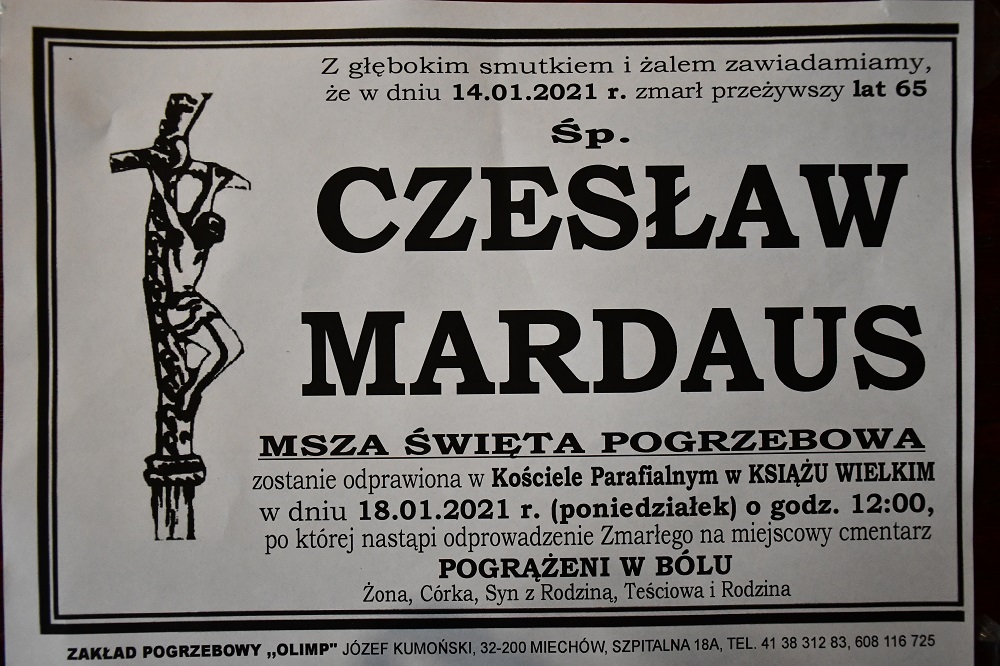 Z głębokim smutkiem i żalem zawiadamiamy,
że w dniu 14.01.2021 r. zmarł przeżywszy lat 65
Śp.
CZESŁAW
MARDAUS
MSZA ŚWIĘTA POGRZEBOWA
zostanie odprawiona w Kościele Parafialnym w KSIĄŻU WIELKIM
w dniu 18.01.2021 r. (poniedziałek) o godz. 12:00,
po której nastąpi odprowadzenie Zmarłego na miejscowy cmentarz
POGRĄŻENI W BÓLU
Żona, Córka, Syn z Rodziną, Teściowa i Rodzina
ZAKŁAD POGRZEBOWY ,,OLIMP" JÓZEF KUMOŃSKI, 32-200 MIECHÓW, SZPITALNA 18A, TEL. 41 38 312 83, 608 116 725